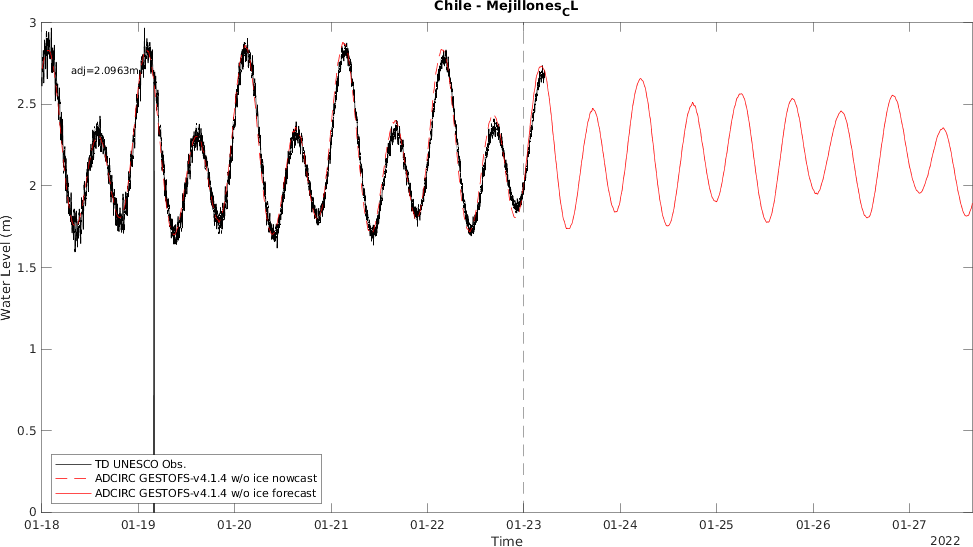 Chile - Mejillones_CL
3
2.5
2
1.5
1
0.5
0
Water Level (m)
adj=2.0963m
TD UNESCO Obs.
ADCIRC GESTOFS-v4.1.4 w/o ice nowcast
ADCIRC GESTOFS-v4.1.4 w/o ice forecast
01-18 01-19 01-20 01-21 01-22 01-23 01-24 01-25 01-26 01-27
Time
2022